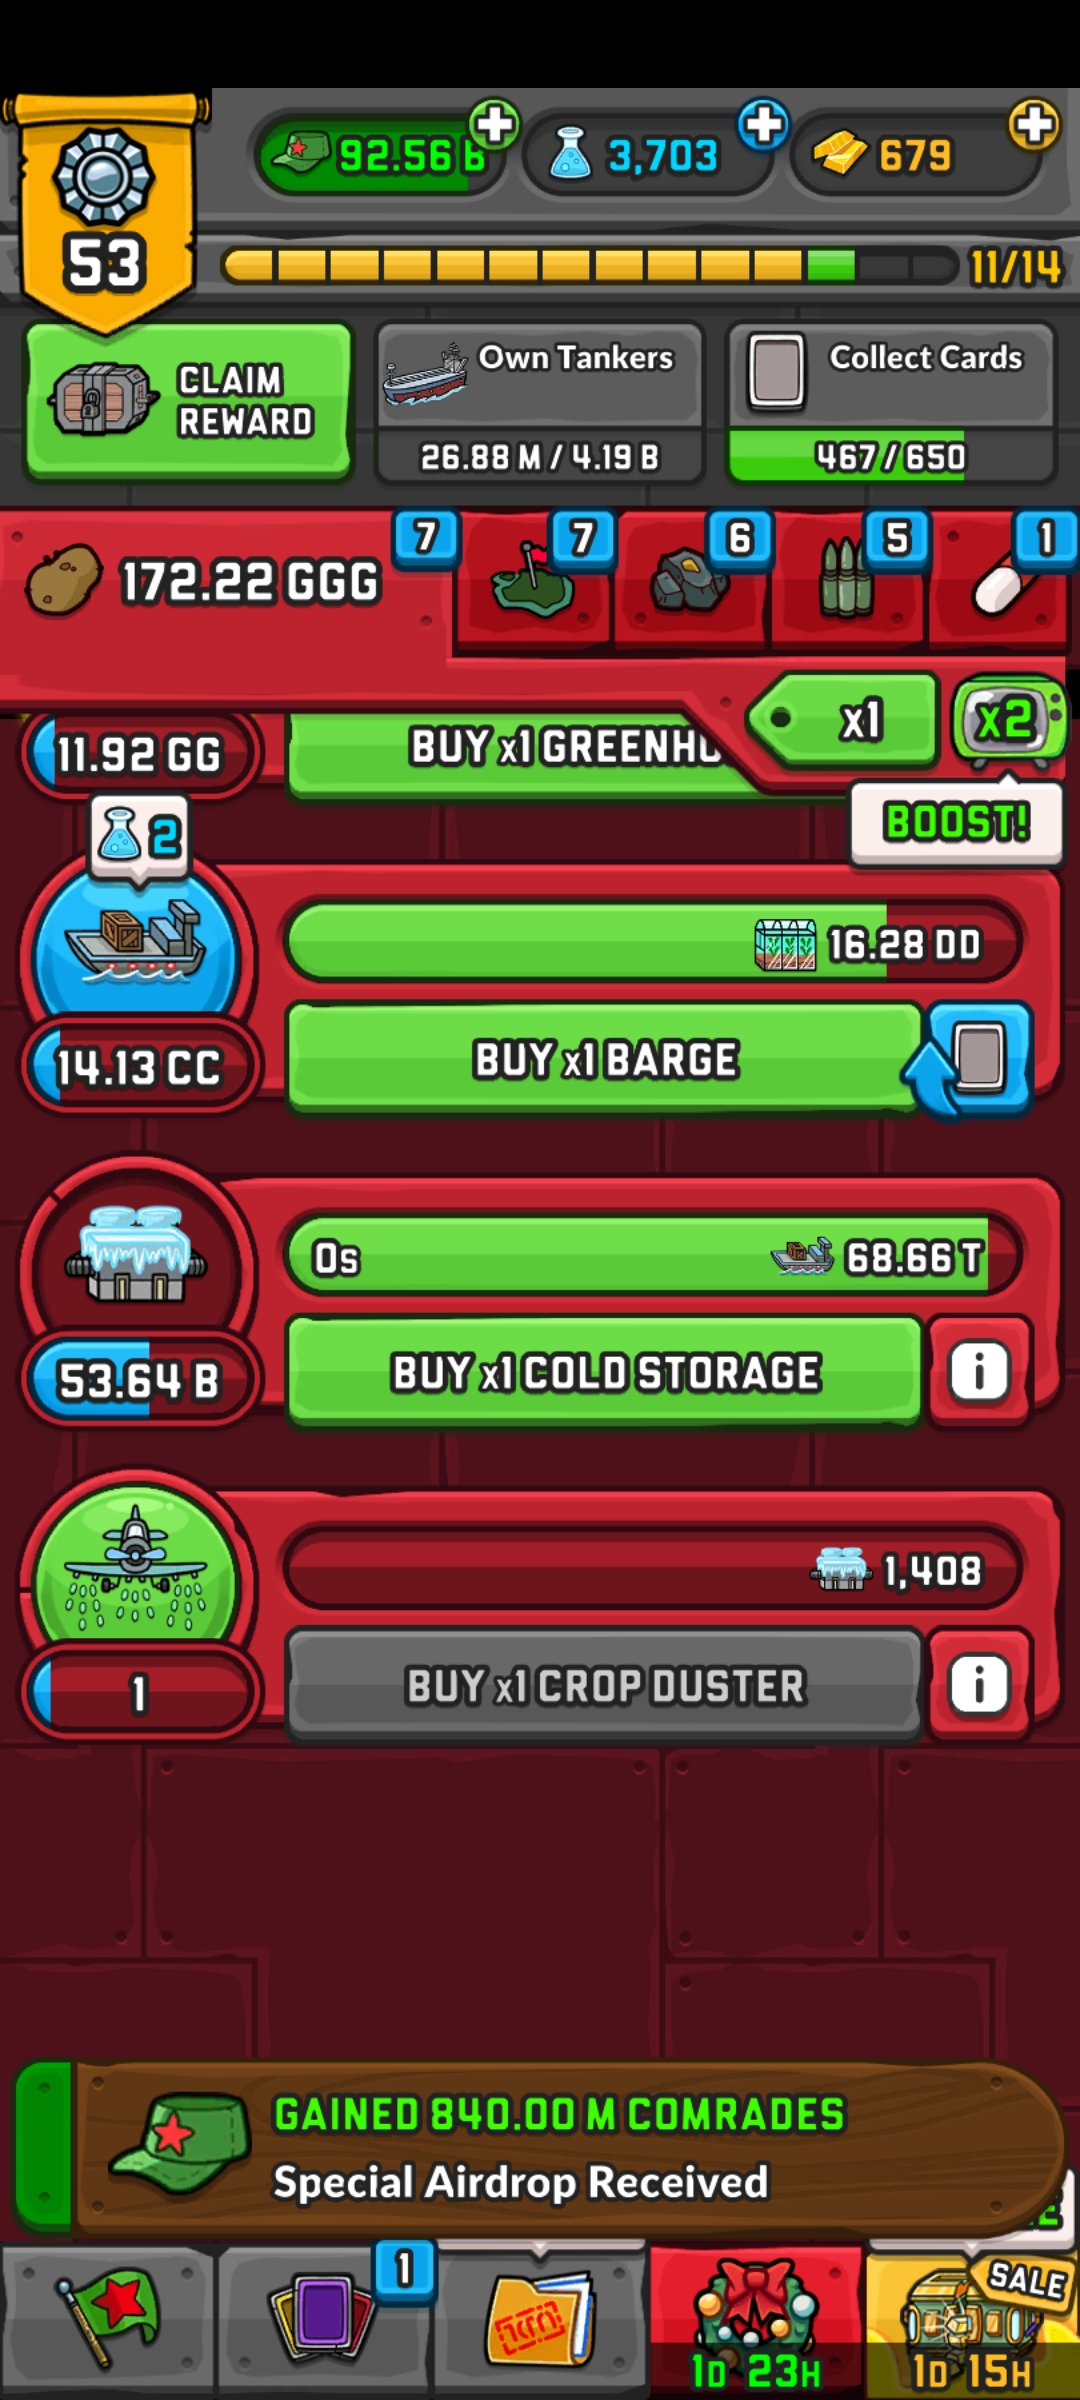 92.56 B
3,703
679
53
11/14
CLAIM
REWARD
Own Tankers
26.88 M / 4.19 B
Collect Cards
467/650
172.22 GGG
7
7
6
5
1
x1
x2
BOOST!
11.92 GG
BUY x1 GREENHO
2
16.28 DD
14.13 CC
BUY x1 BARGE
0s
68.66 T
53.64 B
BUY x1 COLD STORAGE
i
1,408
1
BUY x1 CROP DUSTER
i
GAINED 840.00 M COMRADES
Special Airdrop Received
1
SALE
1D 23H
1D 15H